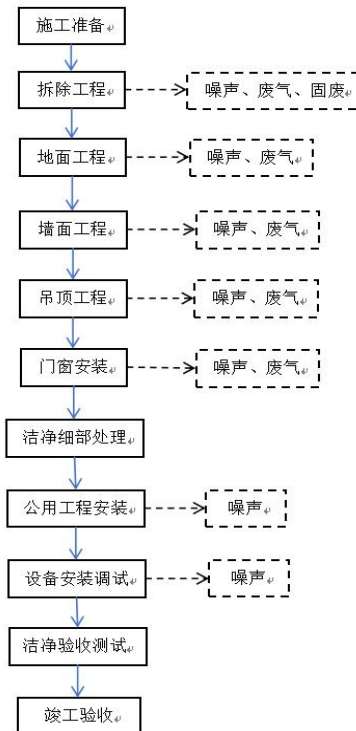 施工准备
拆除工程
噪声、废气、固废
地面工程
噪声、废气
墙面工程
噪声、废气
吊顶工程
噪声、废气
门窗安装
噪声、废气
洁净细部处理
公用工程安装
噪声
设备安装调试
噪声
洁净验收测试
竣工验收